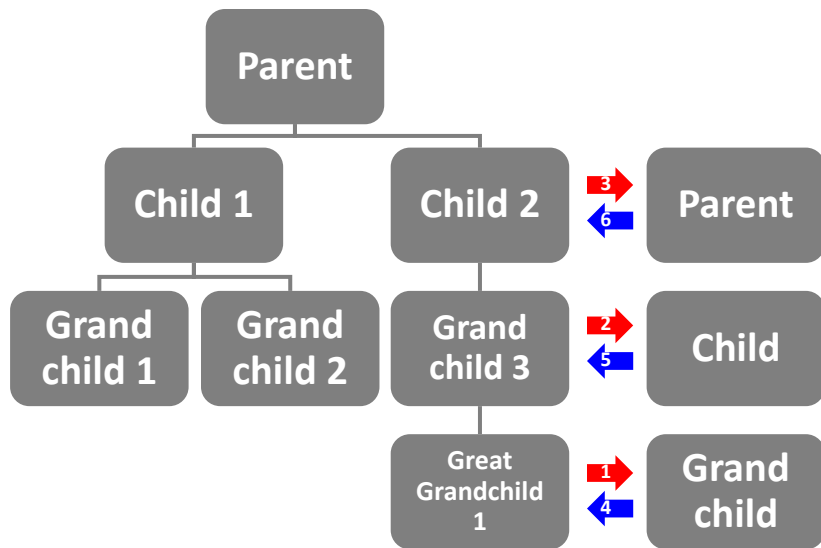 Parent
Child 1
Child 2
3
6
Parent
Grand
child 1
Grand
child 2
Grand
child 3
2
5
Child
Great
Grandchild
1
1
4
Grand
child